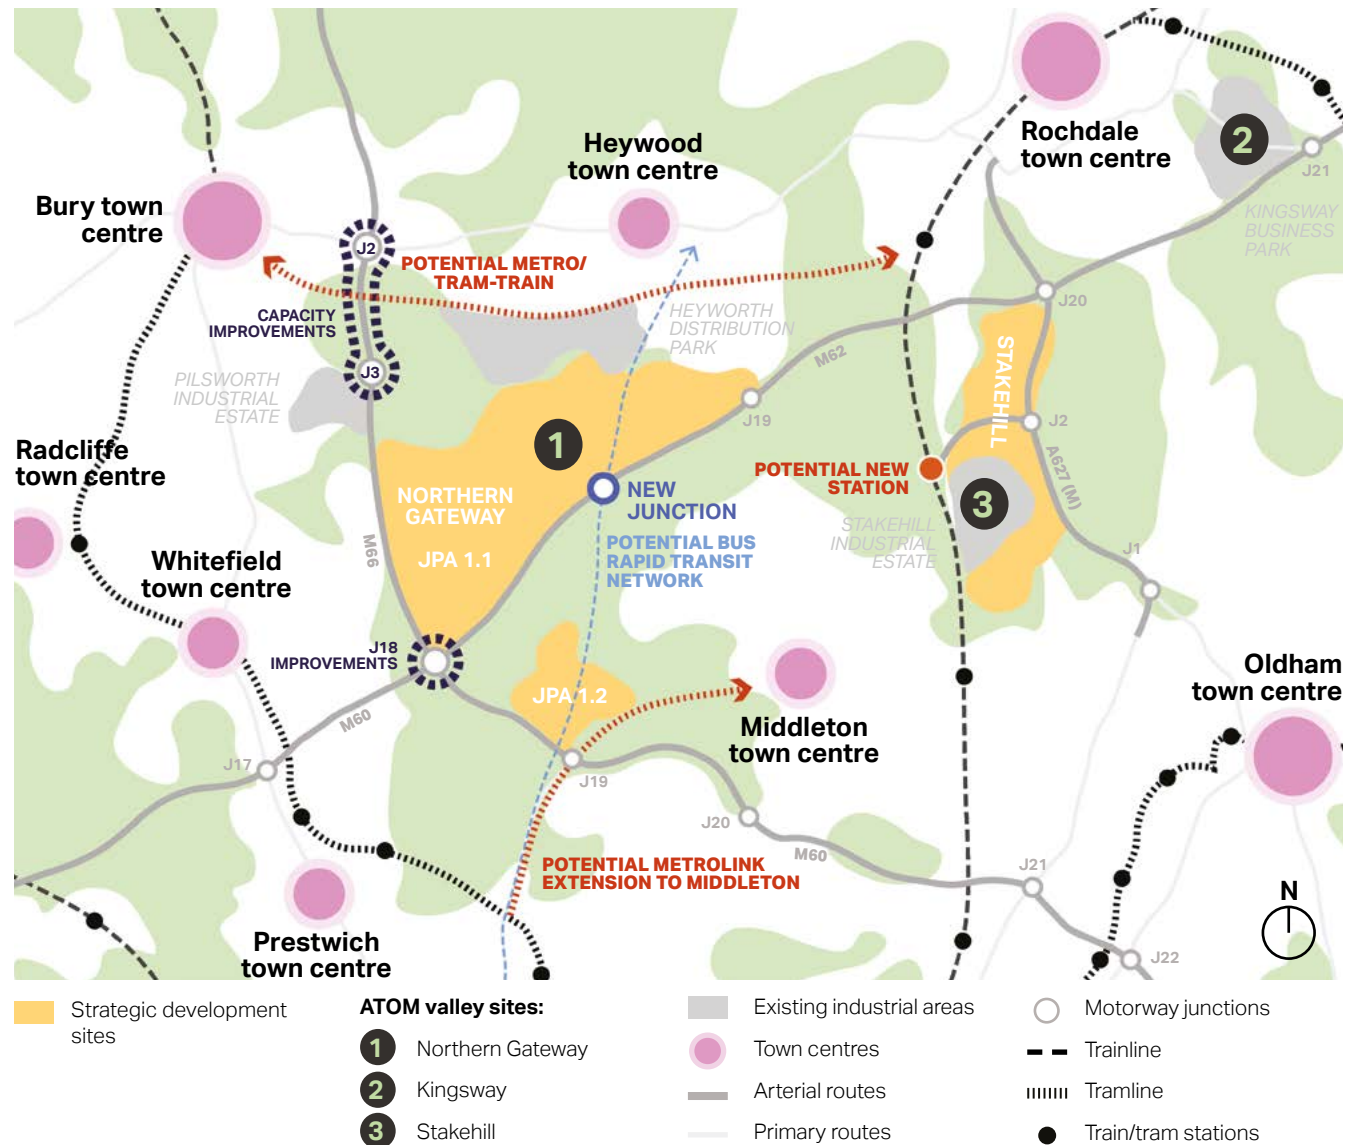 Rochdale
town centre
2
J21
KINGSWAY
BUSINESS
PARK
Heywood
town centre
Bury town
centre
J2
POTENTIAL METRO/
TRAM-TRAIN
CAPACITY
IMPROVEMENTS
J3
HEYWORTH
DISTRIBUTION
PARK
J20
M62
STAKEHILL
PILSWORTH
INDUSTRIAL
ESTATE
J19
J2
1
Radcliffe
town centre
POTENTIAL NEW
STATION
A627 (M)
NORTHERN
GATEWAY
JPA 1.1
NEW
JUNCTION
3
STAKEHILL
INDUSTRIAL
ESTATE
M66
POTENTIAL BUS
RAPID TRANSIT
NETWORK
J1
Whitefield
town centre
J18
IMPROVEMENTS
Oldham
town centre
JPA 1.2
M60
Middleton
town centre
J17
J19
J20
M60
POTENTIAL METROLINK
EXTENSION TO MIDDLETON
J21
N
Prestwich
town centre
J22
Strategic development
sites
ATOM valley sites:
1 Northern Gateway
2 Kingsway
3 Stakehill
Existing industrial areas
Town centres
Arterial routes
Primary routes
Motorway junctions
Trainline
Tramline
Train/tram stations